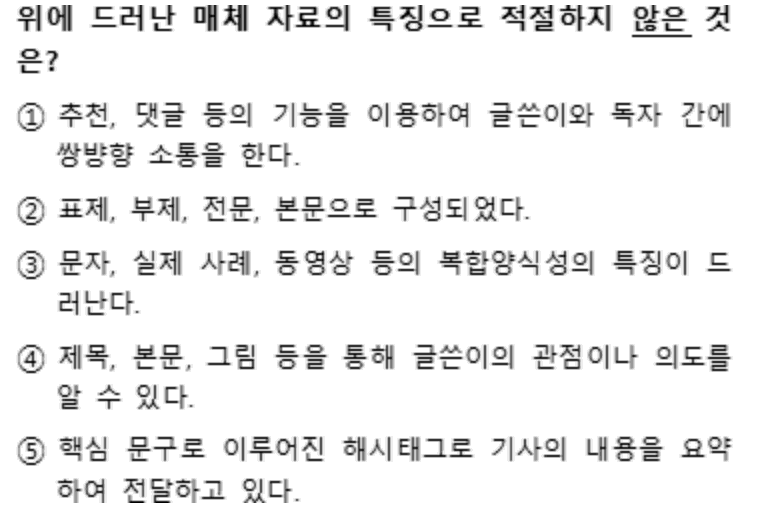 위에 드러난 매체 자료의 특징으로 적절하지 않은 것
은?
① 추천, 댓글 등의 기능을 이용하여 글쓴이와 독자 간에
쌍뱡향 소통을 한다.
② 표제, 부제, 전문, 본문으로 구성되었다.
③ 문자, 실제 사례, 동영상 등의 복합양식성의 특징이 드
러난다.
④ 제목, 본문, 그림 등을 통해 글쓴이의 관점이나 의도를
알 수 있다.
⑤ 핵심 문구로 이루어진 해시태그로 기사의 내용을 요약
하여 전달하고 있다.